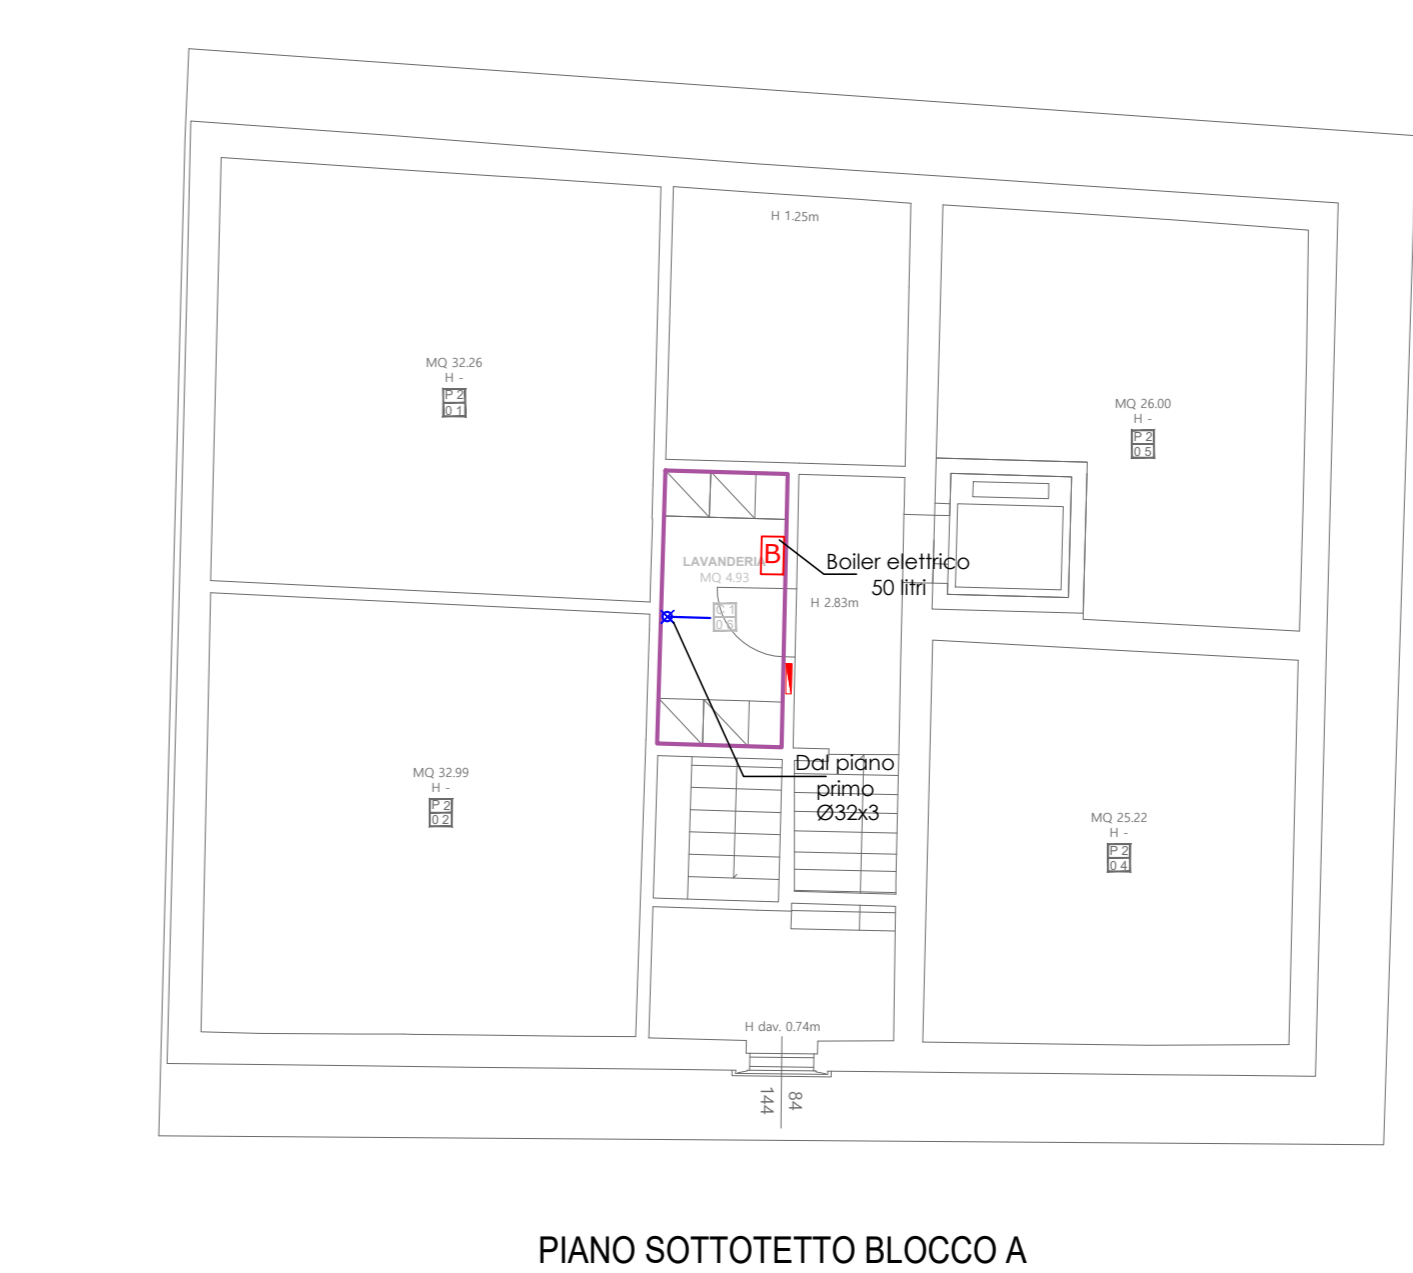 H 1.25m
MQ 32.26
H -
P 2
0 1
MQ 26.00
H -
P 2
0 5
LAVANDERIA
MQ 4.93
B
Boiler elettrico
50 litri
H 2.83m
C 1
Dal piano
primo
Ø32x3
MQ 32.99
H -
P 2
0 2
MQ 25.22
H -
P 2
0 4
H dav. 0.74m
84
144
PIANO SOTTOTETTO BLOCCO A